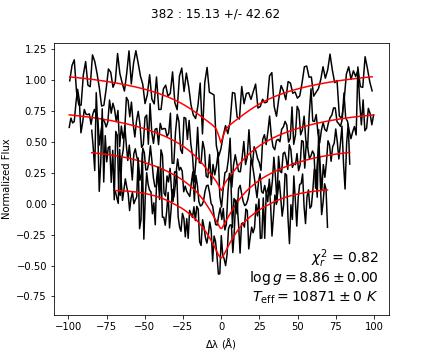 382 : 15.13 +/- 42.62
Normalized Flux
1.25
1.00
0.75
0.50
0.25
0.00
−0.25
−0.50
−0.75
χ²ᵣ = 0.82
log g = 8.86 ± 0.00
T_eff = 10871 ± 0 K
−100 −75 −50 −25 0 25 50 75 100
Δλ (Å)